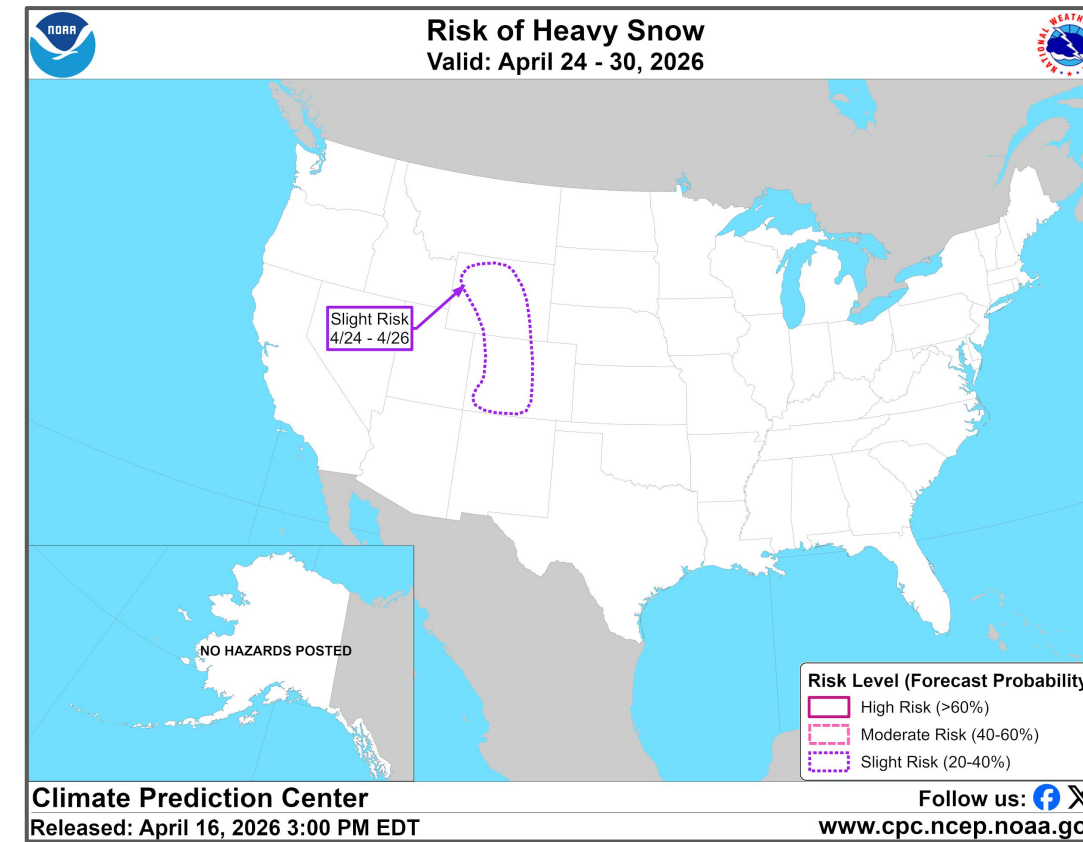 NOAA
Risk of Heavy Snow
Valid: April 24 - 30, 2026
NATIONAL WEATH
Slight Risk
4/24 - 4/26
NO HAZARDS POSTED
Risk Level (Forecast Probability
High Risk (>60%)
Moderate Risk (40-60%)
Slight Risk (20-40%)
Climate Prediction Center
Follow us:
Released: April 16, 2026 3:00 PM EDT
www.cpc.ncep.noaa.go